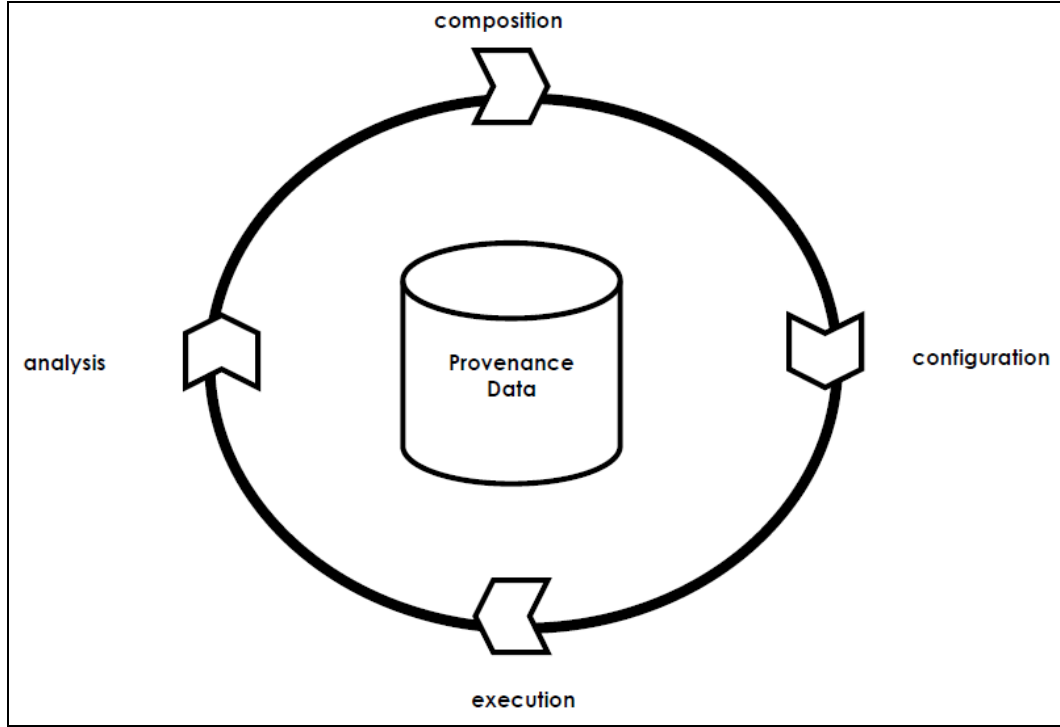 composition
analysis
Provenance
Data
configuration
execution